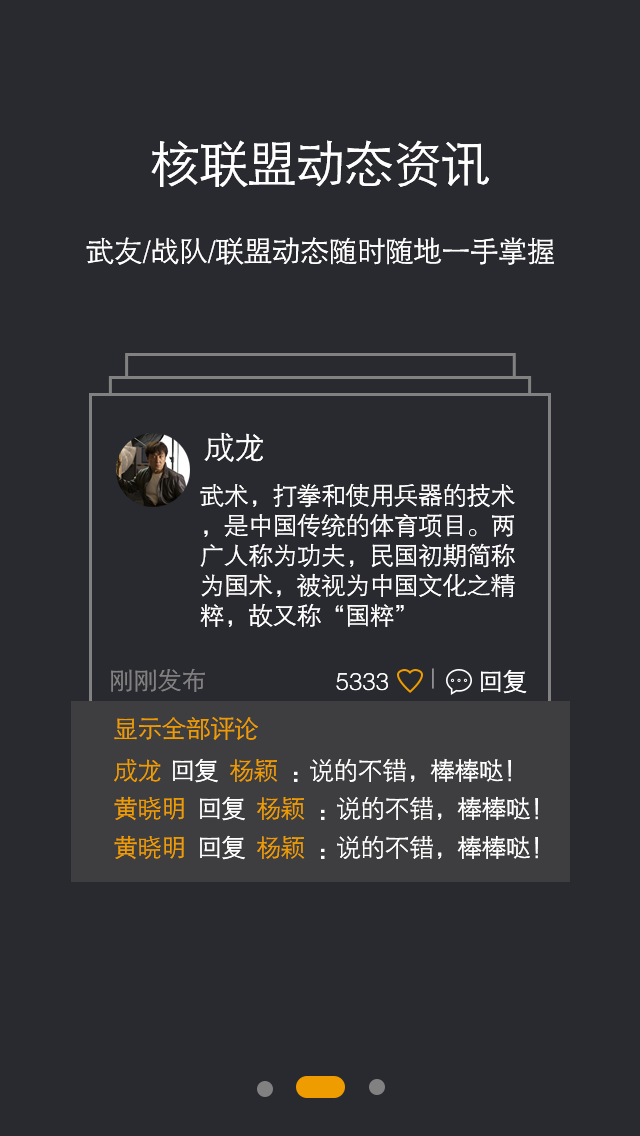 核联盟动态资讯
武友/战队/联盟动态随时随地一手掌握
成龙
武术，打拳和使用兵器的技术
，是中国传统的体育项目。两
广人称为功夫，民国初期简称
为国术，被视为中国文化之精
粹，故又称“国粹”
刚刚发布 5333 回复
显示全部评论
成龙 回复 杨颖 ：说的不错，棒棒哒！
黄晓明 回复 杨颖 ：说的不错，棒棒哒！
黄晓明 回复 杨颖 ：说的不错，棒棒哒！